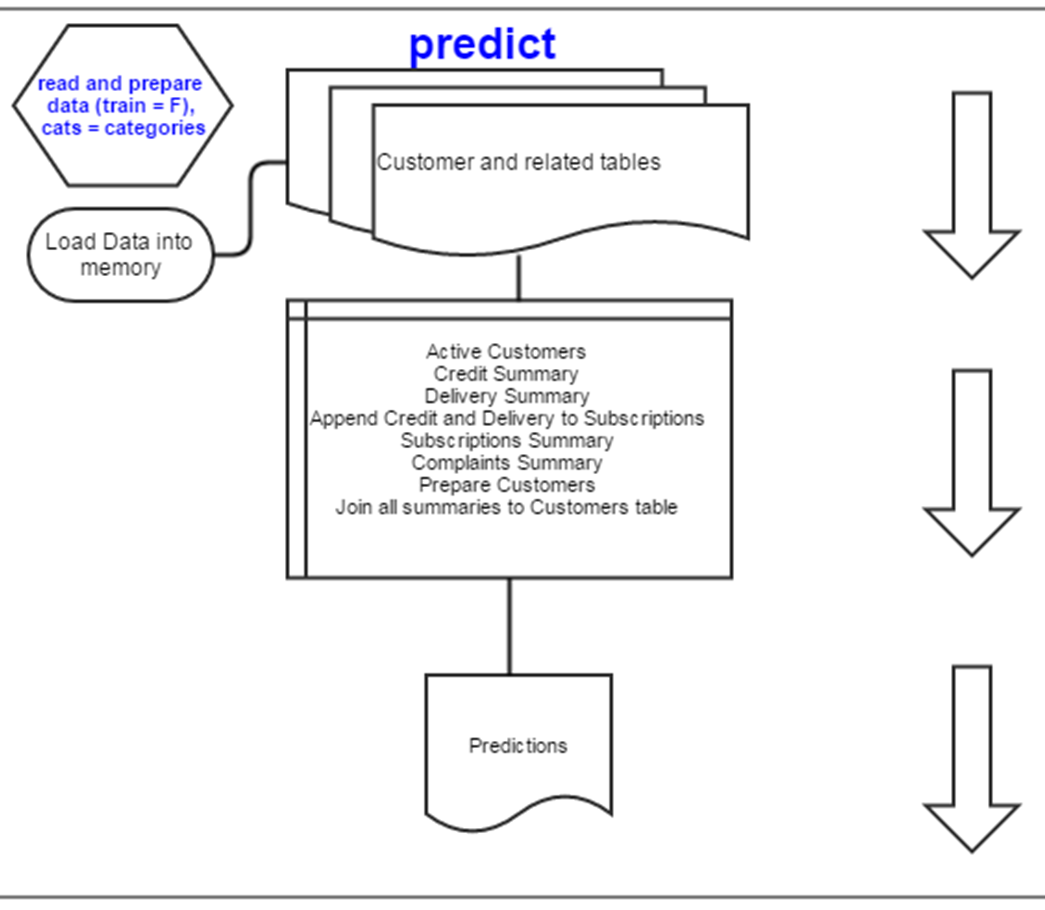 predict
read and prepare
data (train = F),
cats = categories
Customer and related tables
Load Data into
memory
Active Customers
Credit Summary
Delivery Summary
Append Credit and Delivery to Subscriptions
Subscriptions Summary
Complaints Summary
Prepare Customers
Join all summaries to Customers table
Predictions